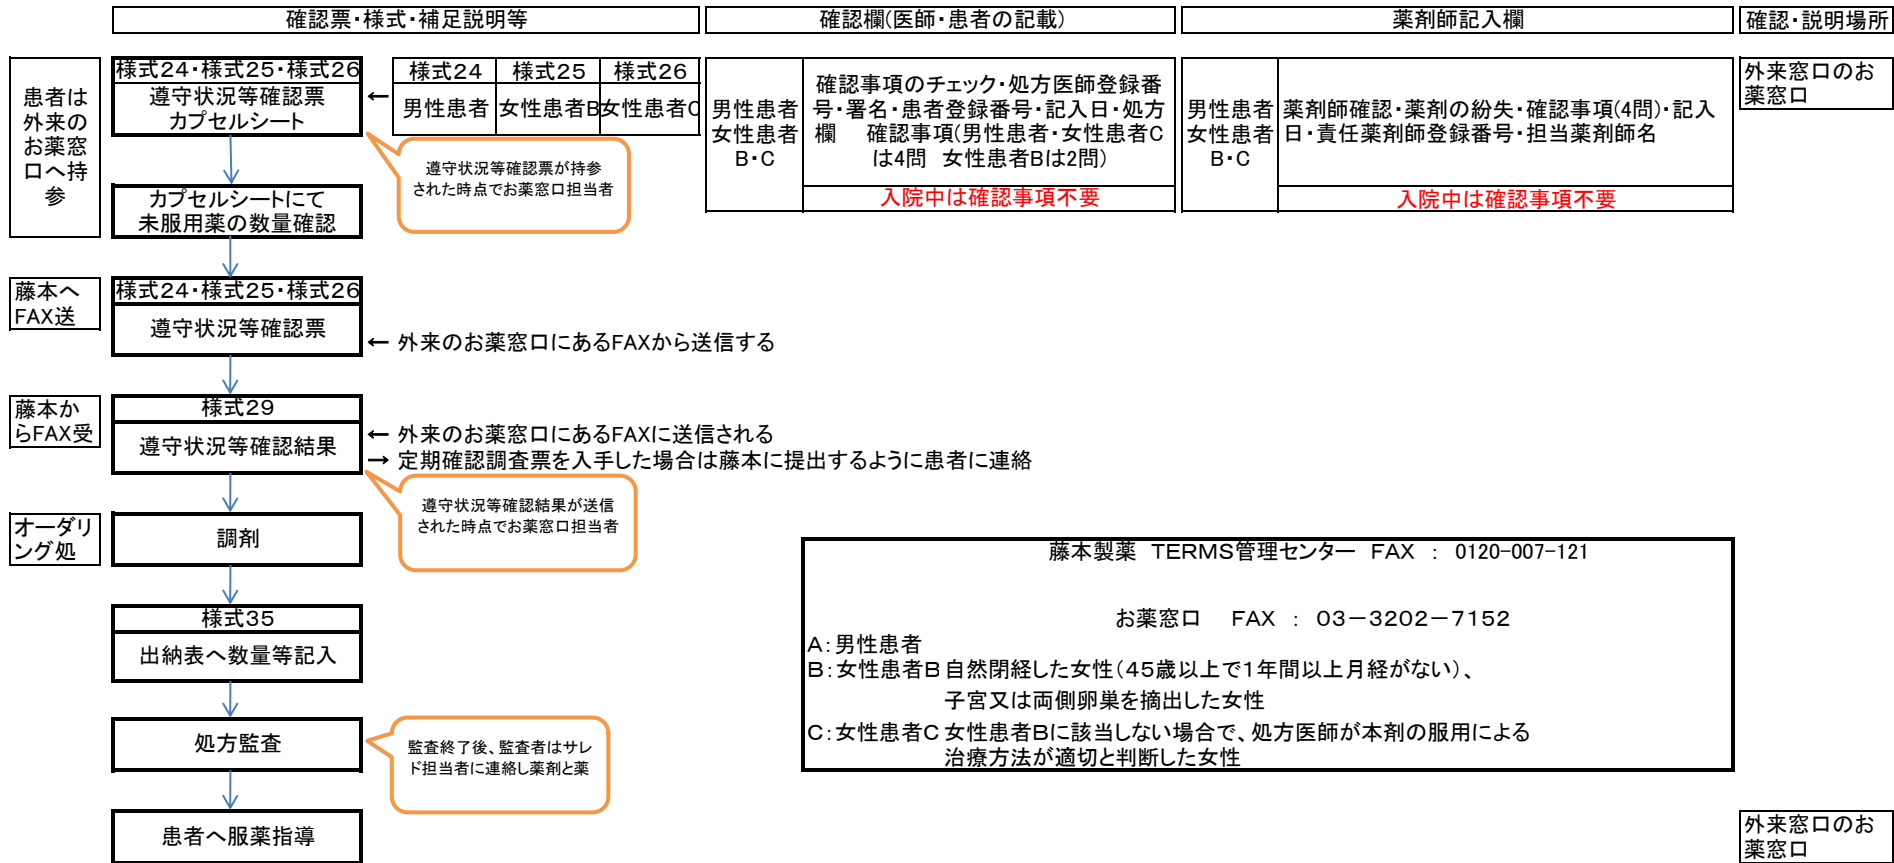 確認票・様式・補足説明等
確認欄(医師・患者の記載)
薬剤師記入欄
確認・説明場所
患者は
外来の
お薬窓
口へ持
参
様式24・様式25・様式26
遵守状況等確認票
カプセルシート
←
様式24
様式25
様式26
男性患者
女性患者B
女性患者C
遵守状況等確認票が持参
された時点でお薬窓口担当者
男性患者
女性患者
B・C
確認事項のチェック・処方医師登録番
号・署名・患者登録番号・記入日・処方
欄 確認事項(男性患者・女性患者C
は4問 女性患者Bは2問)
入院中は確認事項不要
男性患者
女性患者
B・C
薬剤師確認・薬剤の紛失・確認事項(4問)・記入
日・責任薬剤師登録番号・担当薬剤師名
入院中は確認事項不要
外来窓口のお
薬窓口
カプセルシートにて
未服用薬の数量確認
藤本へ
FAX送
様式24・様式25・様式26
遵守状況等確認票
← 外来のお薬窓口にあるFAXから送信する
藤本か
らFAX受
様式29
遵守状況等確認結果
← 外来のお薬窓口にあるFAXに送信される
→ 定期確認調査票を入手した場合は藤本に提出するように患者に連絡
遵守状況等確認結果が送信
された時点でお薬窓口担当者
オーダリ
ング処
調剤
様式35
出納表へ数量等記入
処方監査
監査終了後、監査者はサレ
ド担当者に連絡し薬剤と薬
患者へ服薬指導
藤本製薬 TERMS管理センター FAX : 0120-007-121
お薬窓口 FAX : 03-3202-7152
A:男性患者
B:女性患者B 自然閉経した女性(45歳以上で1年間以上月経がない)、
子宮又は両側卵巣を摘出した女性
C:女性患者C 女性患者Bに該当しない場合で、処方医師が本剤の服用による
治療方法が適切と判断した女性
外来窓口のお
薬窓口